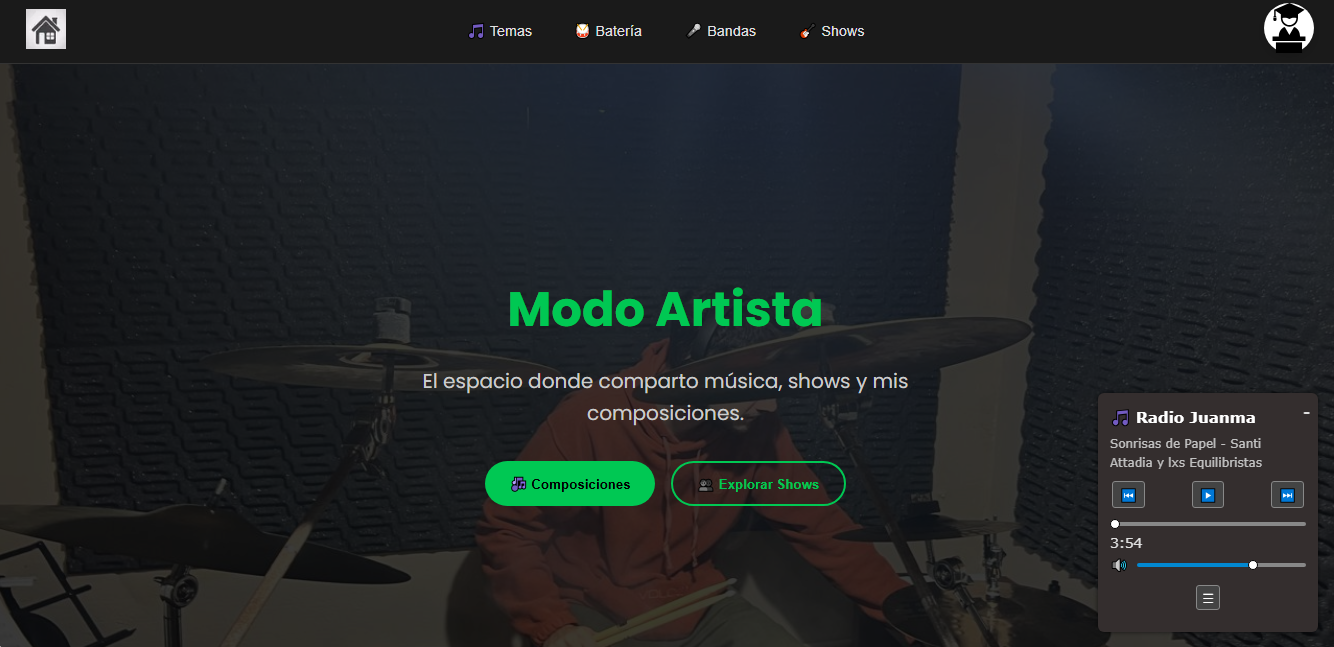 Temas
Batería
Bandas
Shows
Modo Artista
El espacio donde comparto música, shows y mis
composiciones.
Composiciones
Explorar Shows
Radio Juanma
-
Sonrisas de Papel - Santi
Attadia y lxs Equilibristas
3:54